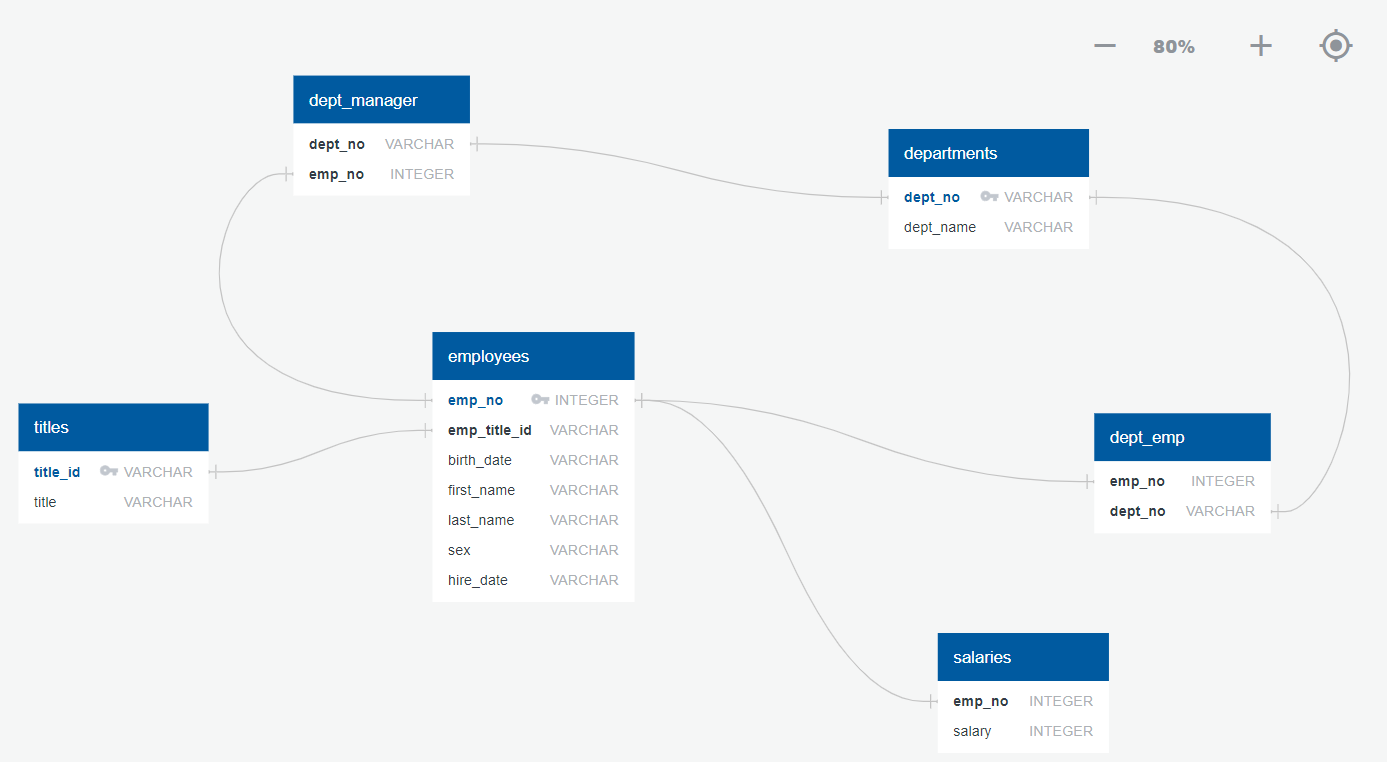 80%
dept_manager
dept_no VARCHAR
emp_no INTEGER
departments
dept_no VARCHAR
dept_name VARCHAR
employees
emp_no INTEGER
emp_title_id VARCHAR
birth_date VARCHAR
first_name VARCHAR
last_name VARCHAR
sex VARCHAR
hire_date VARCHAR
titles
title_id VARCHAR
title VARCHAR
dept_emp
emp_no INTEGER
dept_no VARCHAR
salaries
emp_no INTEGER
salary INTEGER